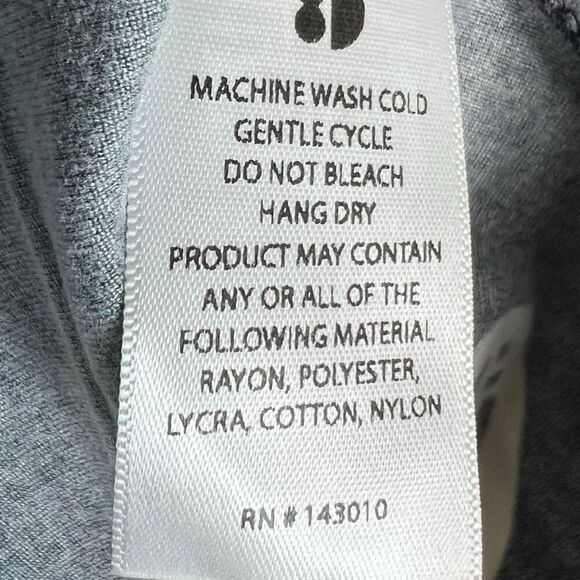 MACHINE WASH COLD
GENTLE CYCLE
DO NOT BLEACH
HANG DRY
PRODUCT MAY CONTAIN
ANY OR ALL OF THE
FOLLOWING MATERIAL
RAYON, POLYESTER,
LYCRA, COTTON, NYLON
RN # 143010